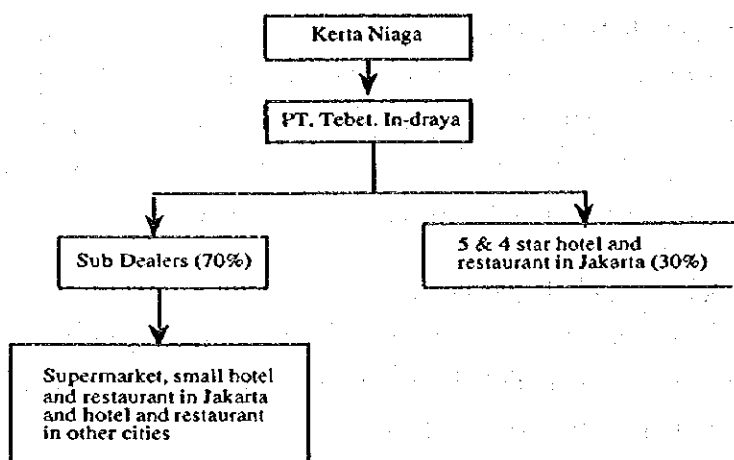 Kerta Niaga
PT. Tebet. In-draya
Sub Dealers (70%)
5 & 4 star hotel and
restaurant in Jakarta (30%)
Supermarket, small hotel
and restaurant in Jakarta
and hotel and restaurant
in other cities